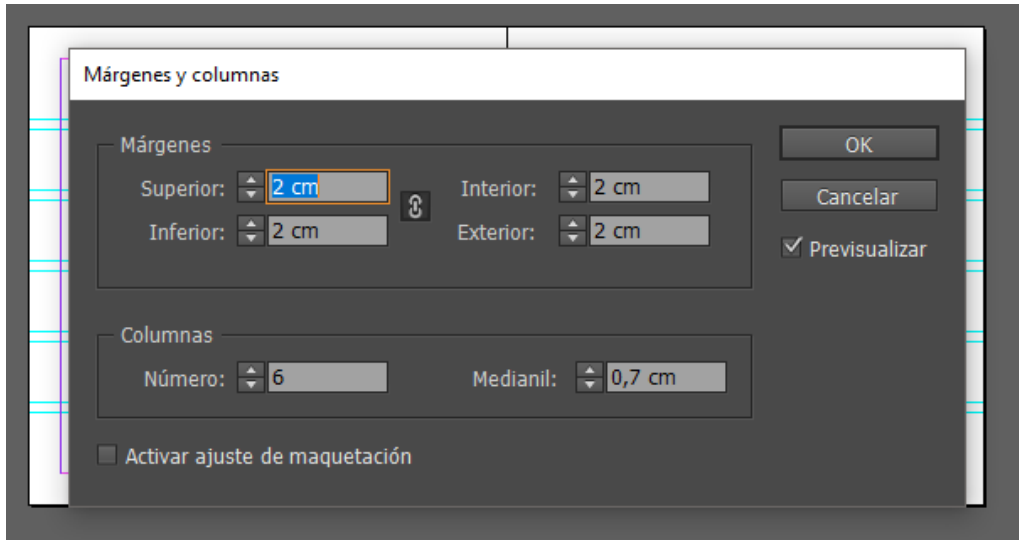 Márgenes y columnas
Márgenes
Superior: 2 cm
Interior: 2 cm
Inferior: 2 cm
Exterior: 2 cm
OK
Cancelar
Previsualizar
Columnas
Número: 6
Medianil: 0,7 cm
Activar ajuste de maquetación